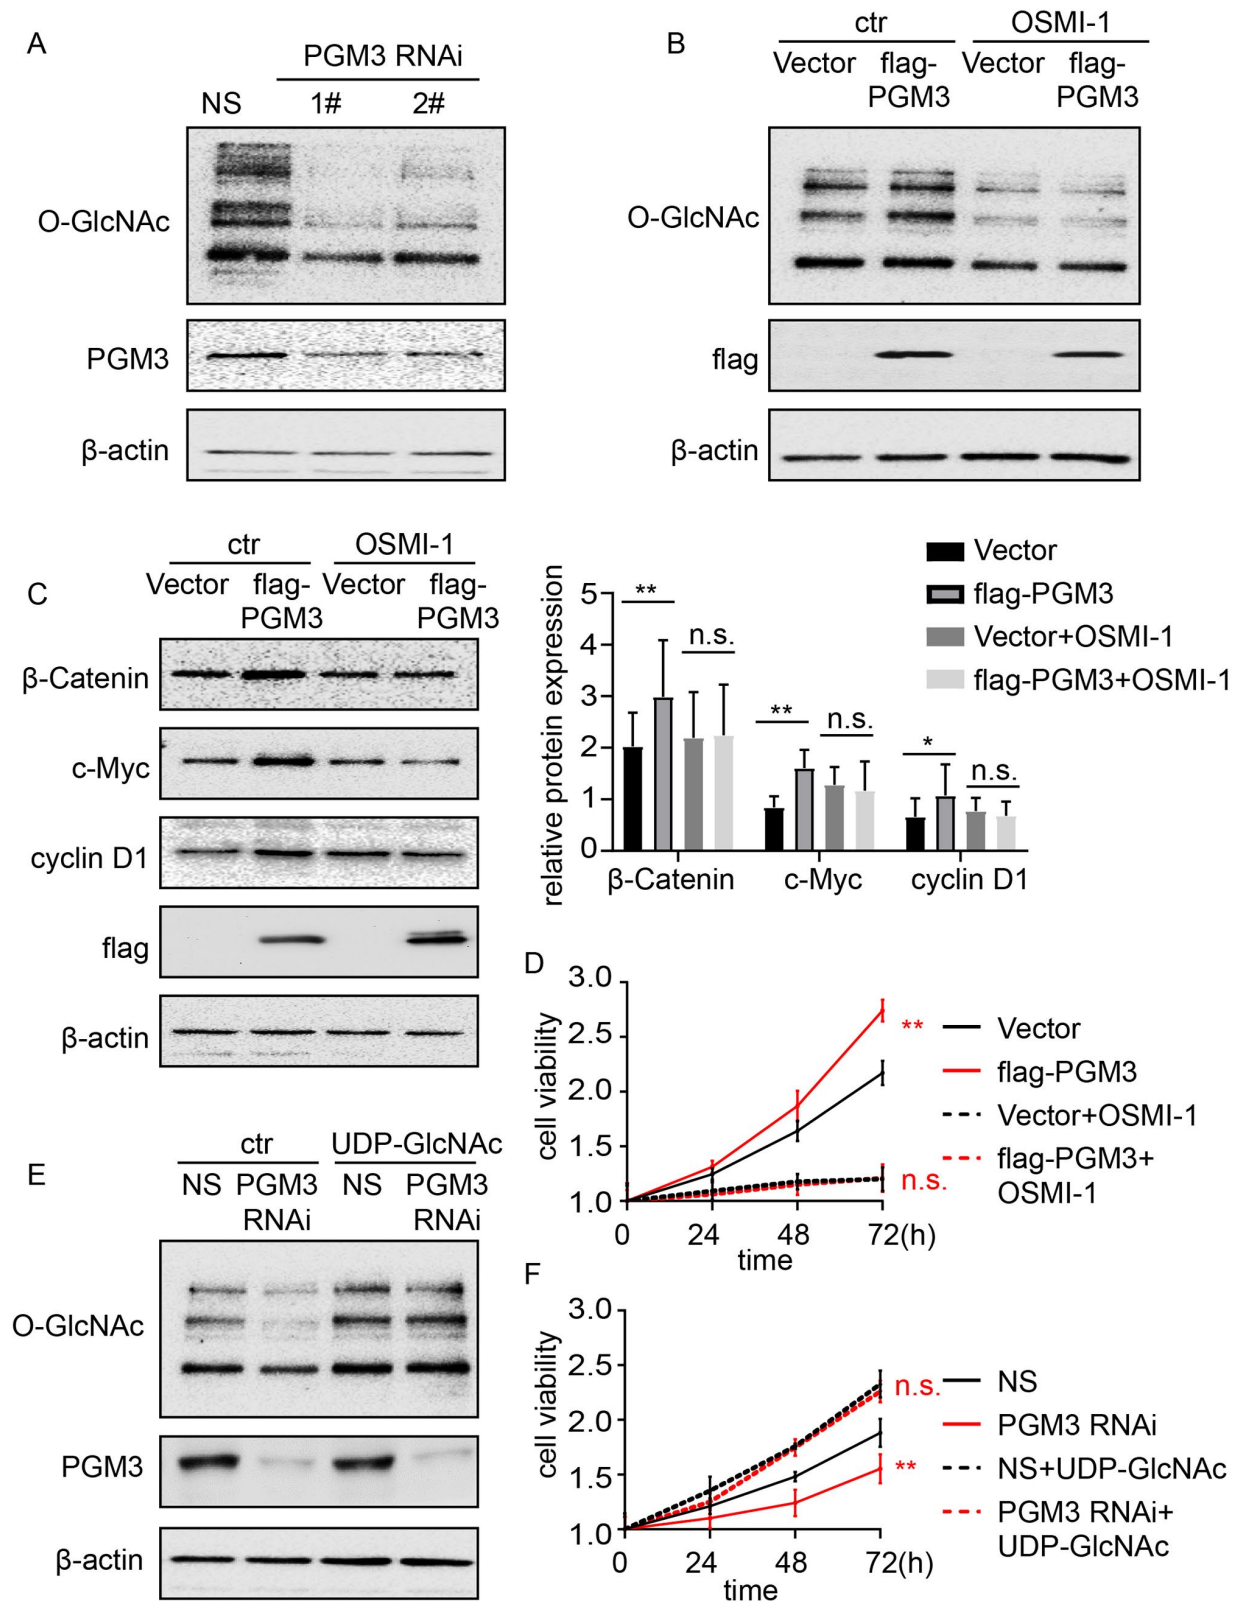 A
PGM3 RNAi
NS 1# 2#
O-GlcNAc
PGM3
β-actin
B
ctr OSMI-1
Vector flag- Vector flag-
PGM3 PGM3
O-GlcNAc
flag
β-actin
C
ctr OSMI-1
Vector flag- Vector flag-
PGM3 PGM3
β-Catenin
c-Myc
cyclin D1
flag
β-actin
relative protein expression
5
4
3
2
1
0
** n.s.
** n.s.
* n.s.
β-Catenin c-Myc cyclin D1
Vector
flag-PGM3
Vector+OSMI-1
flag-PGM3+OSMI-1
D
cell viability
3.0
2.5
2.0
1.5
1.0
0 24 48 72(h)
time
**
n.s.
Vector
flag-PGM3
Vector+OSMI-1
flag-PGM3+
OSMI-1
E
ctr UDP-GlcNAc
NS PGM3 NS PGM3
RNAi RNAi
O-GlcNAc
PGM3
β-actin
F
cell viability
3.0
2.5
2.0
1.5
1.0
0 24 48 72(h)
time
n.s.
**
NS
PGM3 RNAi
NS+UDP-GlcNAc
PGM3 RNAi+
UDP-GlcNAc